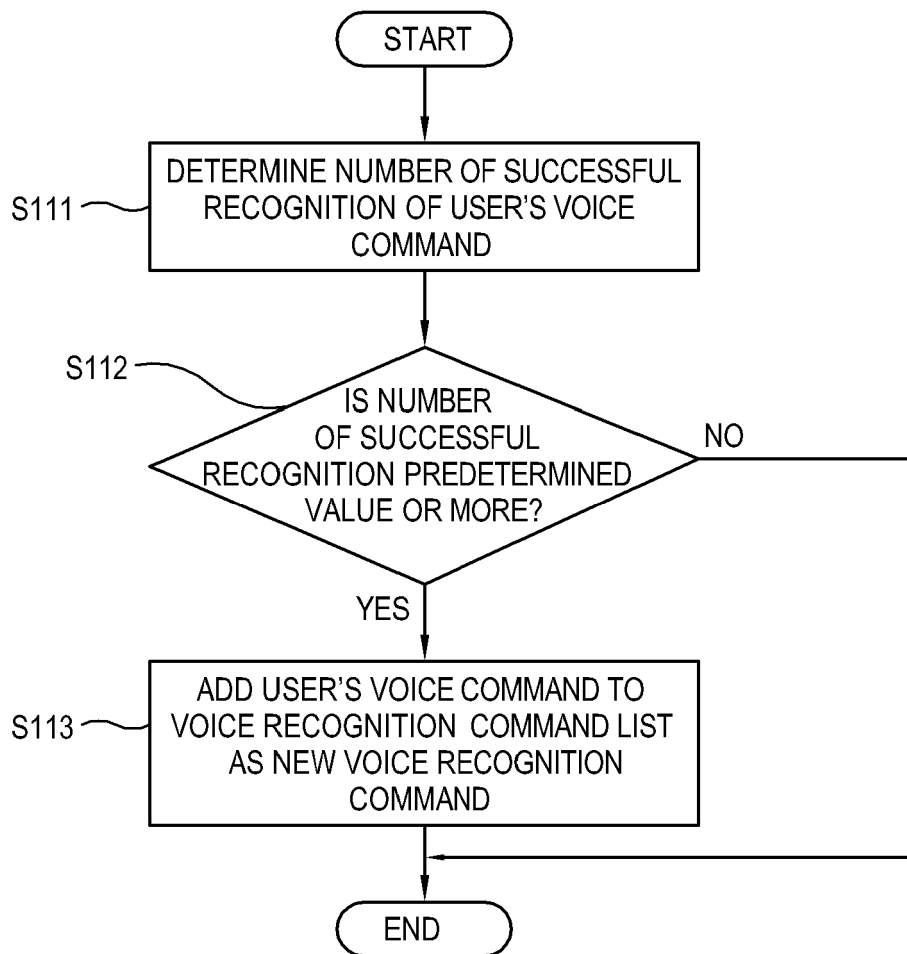 START
S111
DETERMINE NUMBER OF SUCCESSFUL
RECOGNITION OF USER'S VOICE
COMMAND
S112
IS NUMBER
OF SUCCESSFUL
RECOGNITION PREDETERMINED
VALUE OR MORE?
NO
YES
S113
ADD USER'S VOICE COMMAND TO
VOICE RECOGNITION COMMAND LIST
AS NEW VOICE RECOGNITION
COMMAND
END